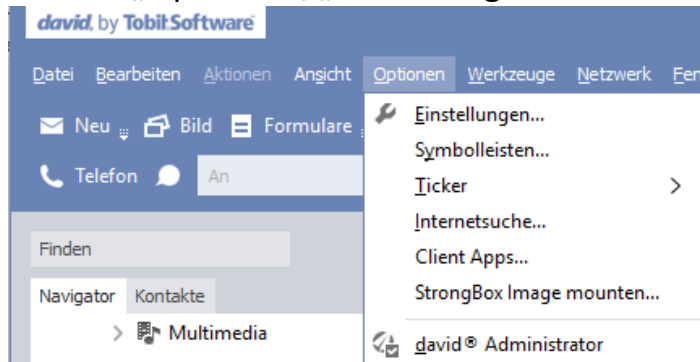 david, by Tobit.Software
Datei Bearbeiten Aktionen Ansicht Optionen Werkzeuge Netzwerk
Neu Bild Formulare
Telefon An
Finden
Navigator Kontakte
Multimedia
Einstellungen...
Symbolleisten...
Ticker
Internetsuche...
Client Apps...
StrongBox Image mounten...
david® Administrator